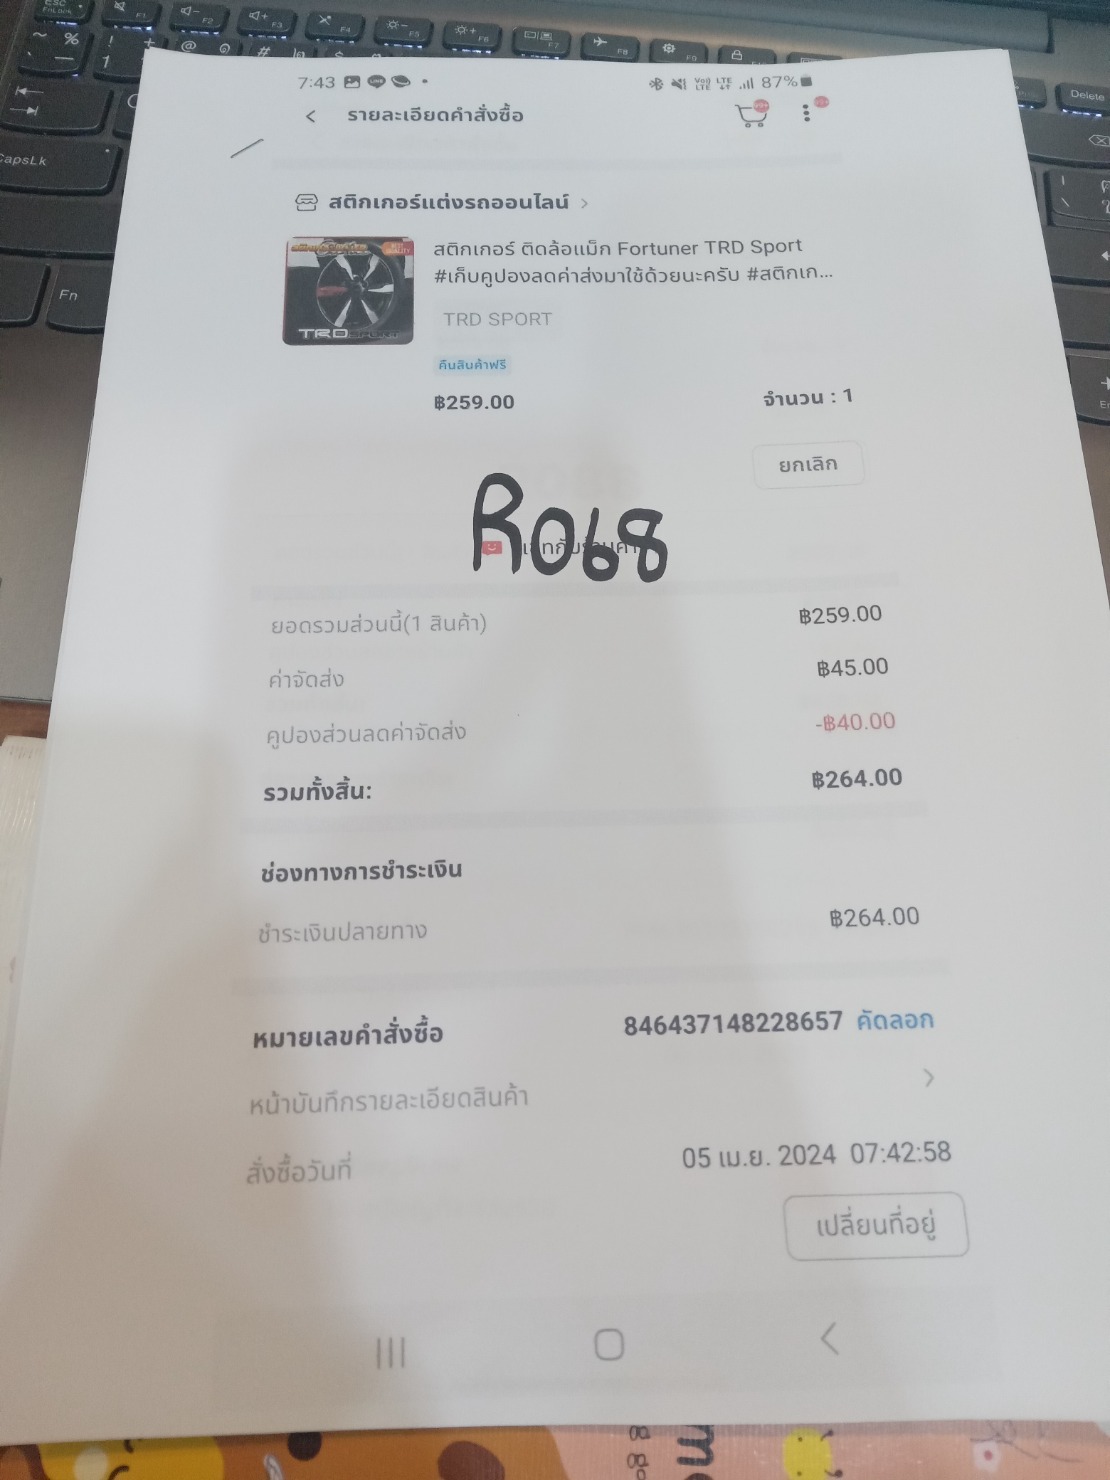 7:43 87%
รายละเอียดคำสั่งซื้อ
สติกเกอร์แต่งรถออนไลน์
สติกเกอร์ ติดล้อแม็ก Fortuner TRD Sport
#เก็บคูปองลดค่าส่งมาใช้ด้วยนะครับ #สติกเก...
TRD SPORT
คืนสินค้าฟรี
฿259.00 จำนวน : 1
ยกเลิก
R068
ยอดรวมส่วนนี้(1 สินค้า) ฿259.00
ค่าจัดส่ง ฿45.00
คูปองส่วนลดค่าจัดส่ง -฿40.00
รวมทั้งสิ้น: ฿264.00
ช่องทางการชำระเงิน
ชำระเงินปลายทาง ฿264.00
หมายเลขคำสั่งซื้อ 846437148228657 คัดลอก
หน้าบันทึกรายละเอียดสินค้า
สั่งซื้อวันที่ 05 เม.ย. 2024 07:42:58
เปลี่ยนที่อยู่
Delete
CapsLk
Fn